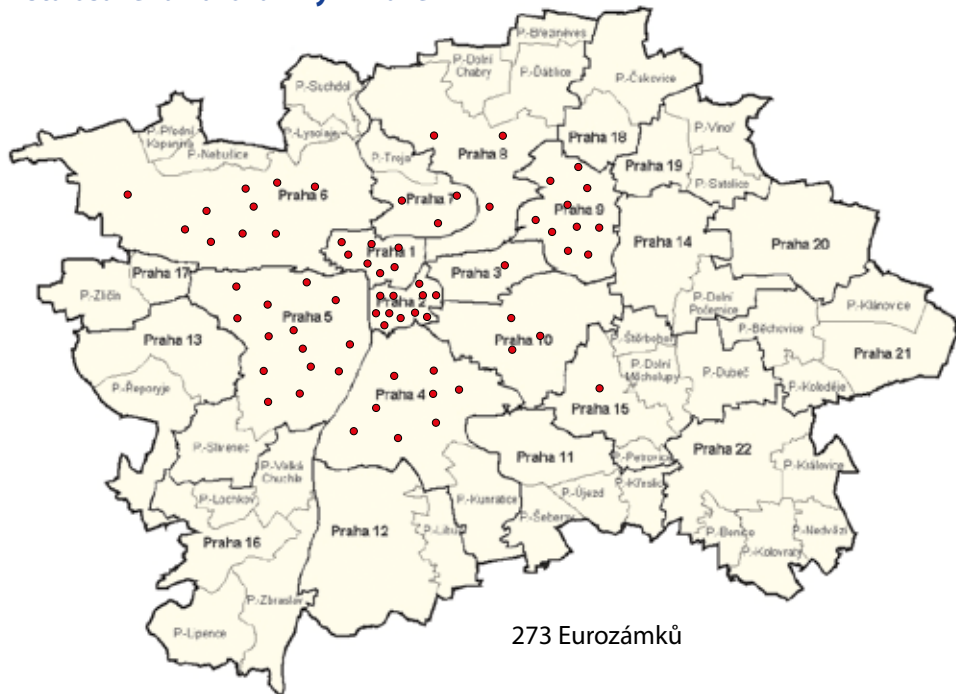 P.-Březiněves
P.-Dolní
Chabry
P.-Ďáblice
P.-Čakovice
P.-Suchdol
P.-Lysolaje
P.-Přední
Kopanina
P.-Nebušice
P.-Troja
Praha 8
Praha 18
P.-Vinoř
Praha 19
P.-Satalice
Praha 6
Praha 7
Praha 9
Praha 14
Praha 20
Praha 1
Praha 3
Praha 17
P.-Zličín
Praha 2
P.-Dolní
Počernice
P.-Klánovice
Praha 5
Praha 13
Praha 10
P.-Štěrboholy
P.-Běchovice
P.-Dolní
Měcholupy
P.-Dubeč
Praha 21
P.-Koloděje
P.-Řeporyje
Praha 4
Praha 15
P.-Slivenec
Praha 11
P.-Petrovice
Praha 22
P.-Velká
Chuchle
P.-Královice
P.-Lochkov
P.-Kunratice
P.-Újezd
P.-Křeslice
P.-Šeberov
Praha 16
Praha 12
P.-Libuš
P.-Benice
P.-Nedvězí
P.-Kolovraty
P.-Zbraslav
P.-Lipence
273 Eurozámků